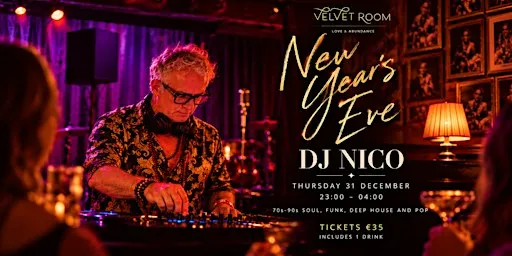 VELVET ROOM
LOVE & ABUNDANCE
New
Year's
Eve
DJ NICO
THURSDAY 31 DECEMBER
23:00 - 04:00
70s-90s SOUL, FUNK, DEEP HOUSE AND POP
TICKETS €35
INCLUDES 1 DRINK